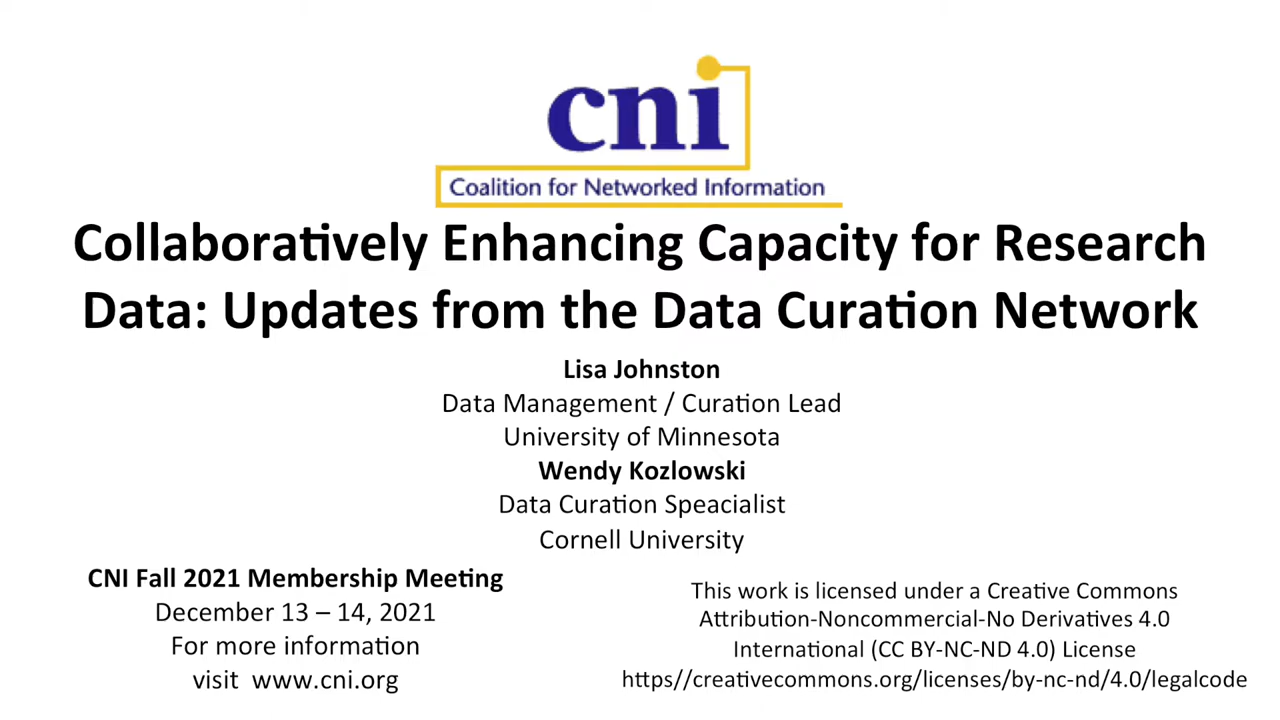 cni
Coalition for Networked Information
Collaboratively Enhancing Capacity for Research
Data: Updates from the Data Curation Network
Lisa Johnston
Data Management / Curation Lead
University of Minnesota
Wendy Kozlowski
Data Curation Speacialist
Cornell University
CNI Fall 2021 Membership Meeting
December 13 – 14, 2021
For more information
visit www.cni.org
This work is licensed under a Creative Commons
Attribution-Noncommercial-No Derivatives 4.0
International (CC BY-NC-ND 4.0) License
https//creativecommons.org/licenses/by-nc-nd/4.0/legalcode